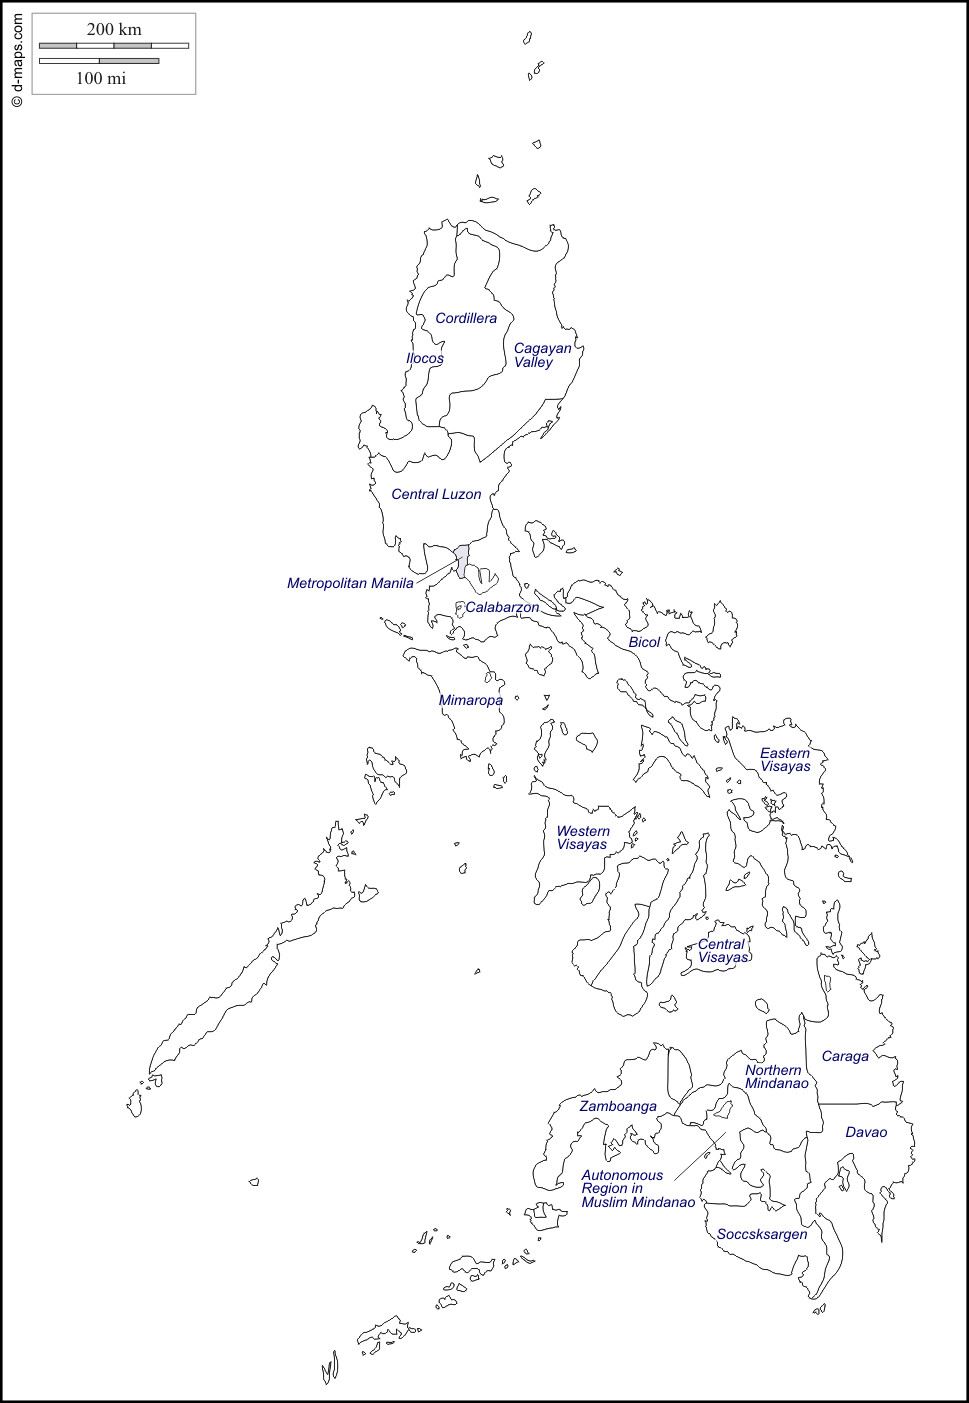 © d-maps.com
200 km
100 mi
Cordillera
Ilocos
Cagayan
Valley
Central Luzon
Metropolitan Manila
Calabarzon
Bicol
Mimaropa
Eastern
Visayas
Western
Visayas
Central
Visayas
Caraga
Northern
Mindanao
Zamboanga
Davao
Autonomous
Region in
Muslim Mindanao
Soccsksargen